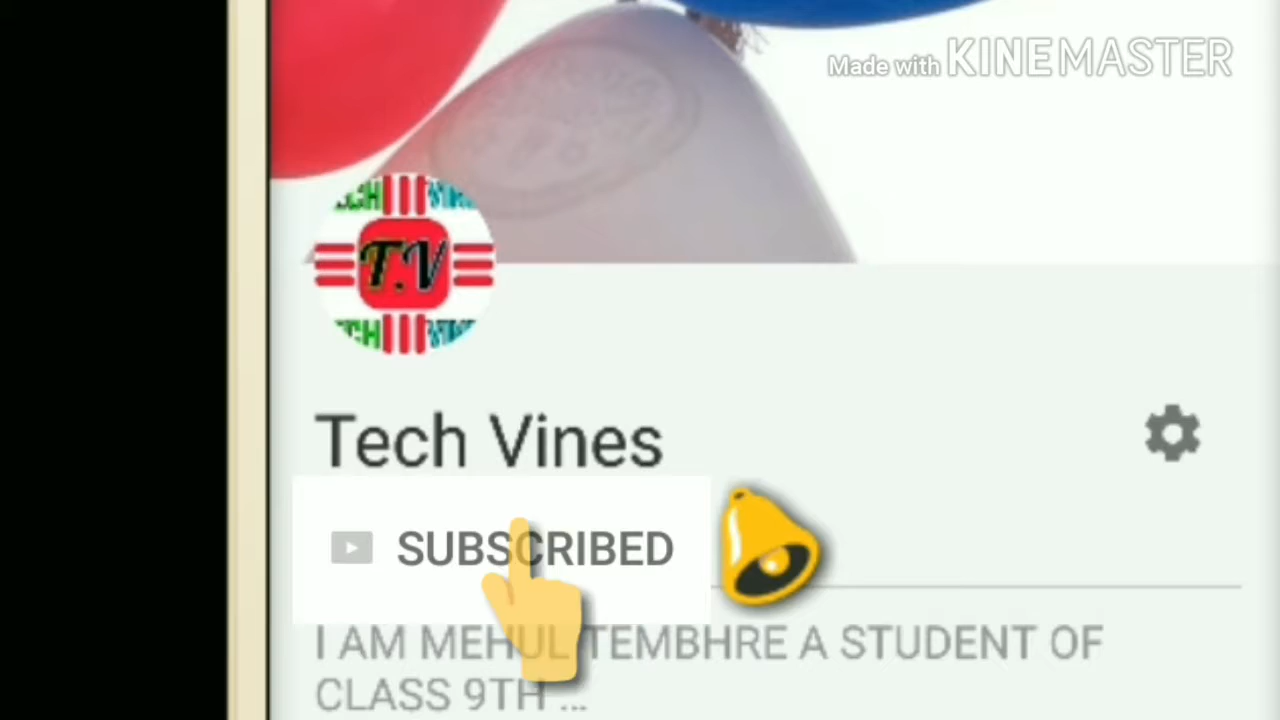 Made with KINEMASTER
T.V
Tech Vines
SUBSCRIBED
I AM MEHUL TEMBHRE A STUDENT OF
CLASS 9TH ...